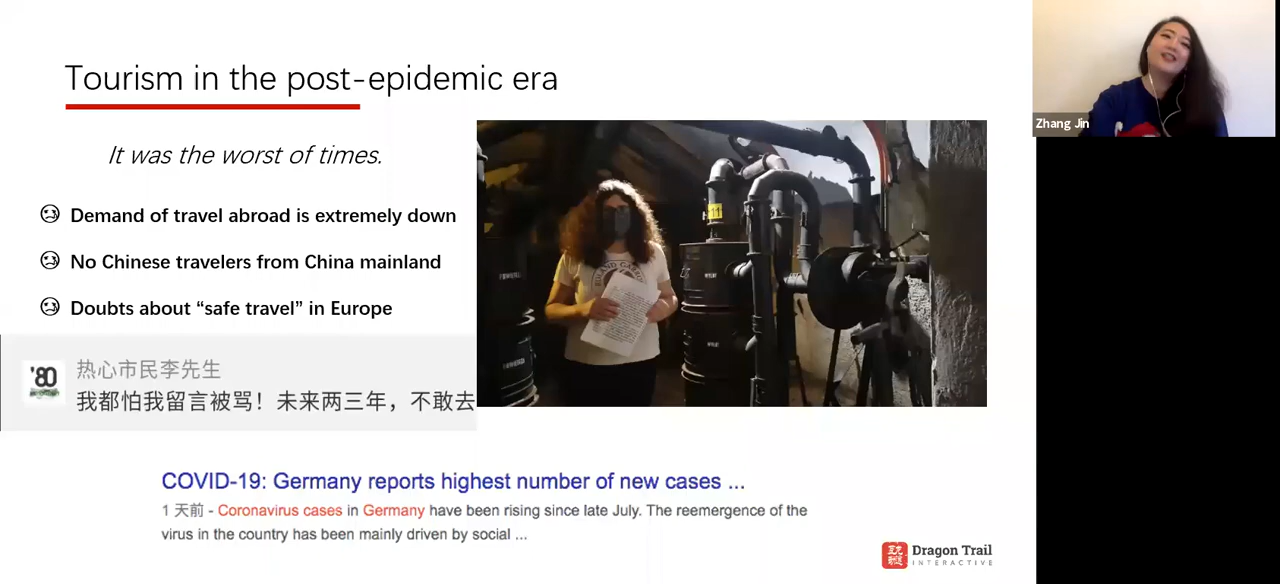 Tourism in the post-epidemic era
It was the worst of times.
Demand of travel abroad is extremely down
No Chinese travelers from China mainland
Doubts about “safe travel” in Europe
'80
热心市民李先生
我都怕我留言被骂！未来两三年，不敢去
11
COVID-19: Germany reports highest number of new cases ...
1 天前 - Coronavirus cases in Germany have been rising since late July. The reemergence of the
virus in the country has been mainly driven by social ...
Dragon Trail
INTERACTIVE
Zhang Jin